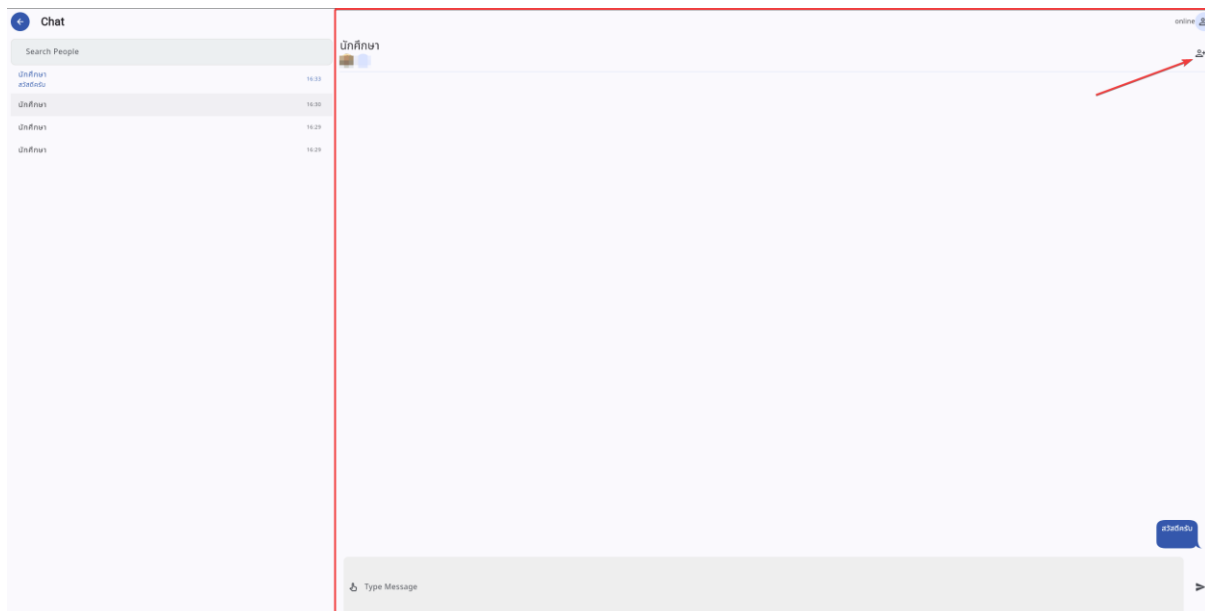 Chat
Search People
นักศึกษา
สวัสดีครับ
16:33
นักศึกษา
16:30
นักศึกษา
16:29
นักศึกษา
16:29
online
นักศึกษา
สวัสดีครับ
Type Message